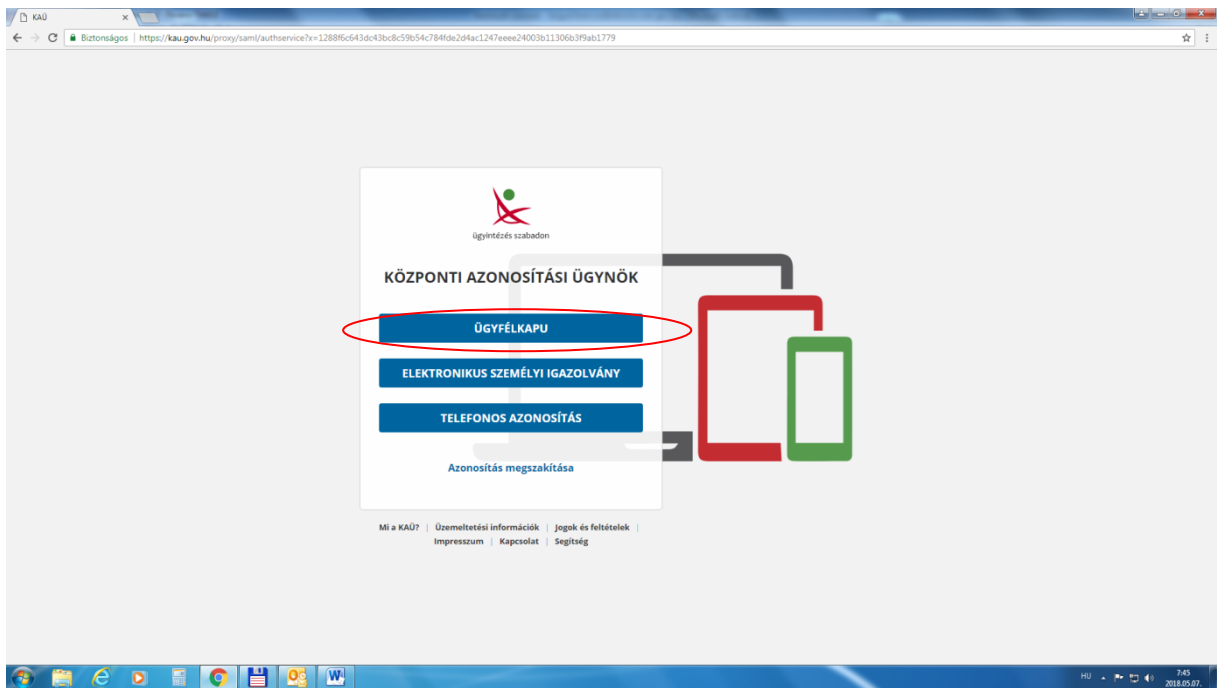 KAÜ
Biztonságos | https://kau.gov.hu/proxy/saml/authservice?x=1288f6c643dc43bc8c59b54c784fde2d4ac1247eeee24003b11306b3f9ab1779
ügyintézés szabadon
KÖZPONTI AZONOSÍTÁSI ÜGYNÖK
ÜGYFÉLKAPU
ELEKTRONIKUS SZEMÉLYI IGAZOLVÁNY
TELEFONOS AZONOSÍTÁS
Azonosítás megszakítása
Mi a KAÜ? | Üzemeltetési információk | Jogok és feltételek |
Impresszum | Kapcsolat | Segítség
HU 7:45
2018.05.07.